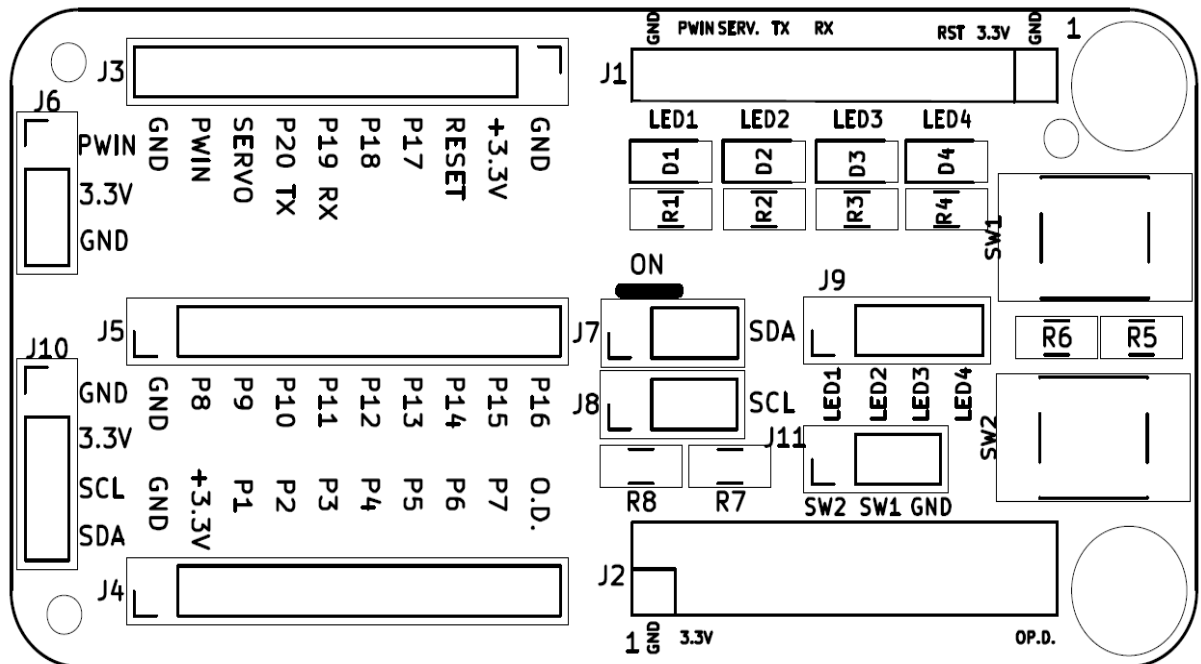 GND PWIN SERV. TX RX RST 3.3V GND 1
J3
J1
J6
LED1 LED2 LED3 LED4
PWIN
3.3V
GND
GND
PWIN
SERVO
P20 TX
P19 RX
P18
P17
RESET
+3.3V
GND
D1 D2 D3 D4
R1 R2 R3 R4
SW1
ON
J9
J5
J7
SDA
R6 R5
J10
GND
3.3V
SCL
SDA
GND
P8
P9
P10
P11
P12
P13
P14
P15
P16
J8
SCL
LED1
LED2
LED3
LED4
J11
SW2
GND
+3.3V
P1
P2
P3
P4
P5
P6
P7
O.D.
R8 R7
SW2 SW1 GND
J4
J2
1 GND 3.3V OP.D.